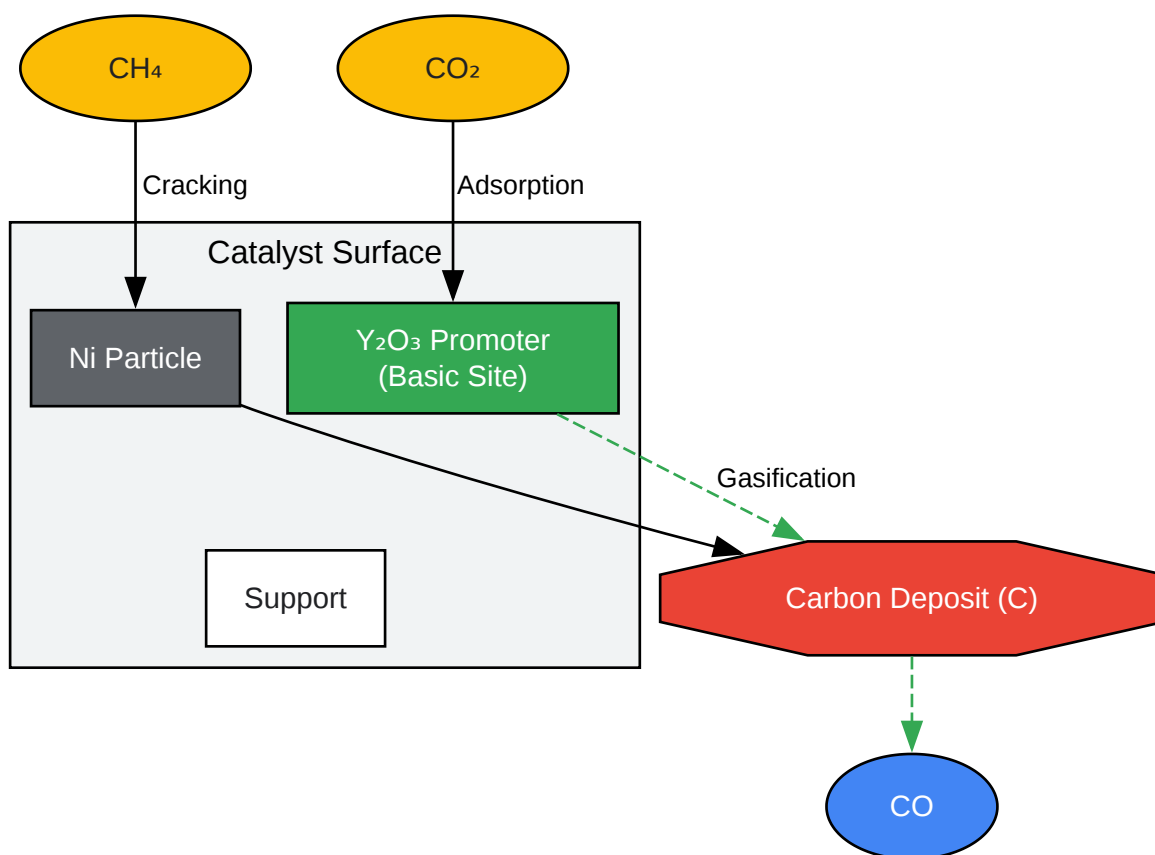 CH₄
CO₂
Cracking
Adsorption
Catalyst Surface
Ni Particle
Y₂O₃ Promoter
(Basic Site)
Gasification
Support
Carbon Deposit (C)
CO